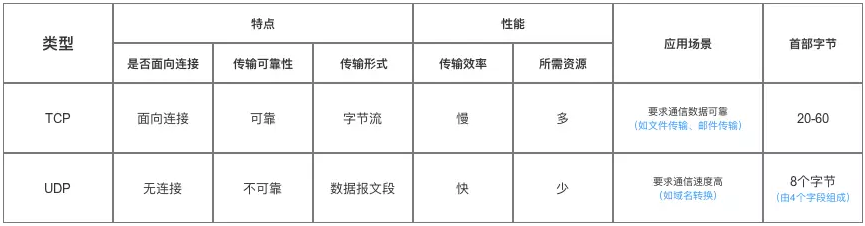 类型
特点
性能
应用场景
首部字节
是否面向连接
传输可靠性
传输形式
传输效率
所需资源
TCP
面向连接
可靠
字节流
慢
多
要求通信数据可靠
（如文件传输、邮件传输）
20-60
UDP
无连接
不可靠
数据报文段
快
少
要求通信速度高
（如域名转换）
8个字节
（由4个字段组成）